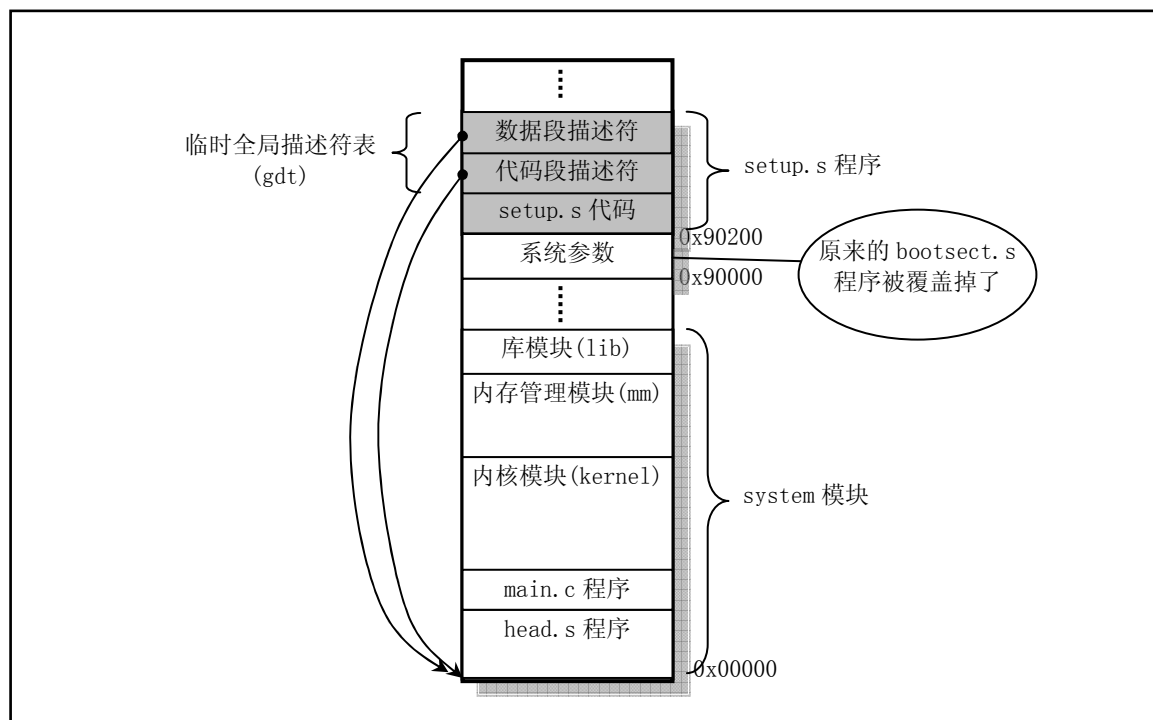 数据段描述符
临时全局描述符表
(gdt)
代码段描述符
setup.s 程序
setup.s 代码
0x90200
系统参数
原来的 bootsect.s
程序被覆盖掉了
0x90000
库模块(lib)
内存管理模块(mm)
内核模块(kernel)
system 模块
main.c 程序
head.s 程序
0x00000